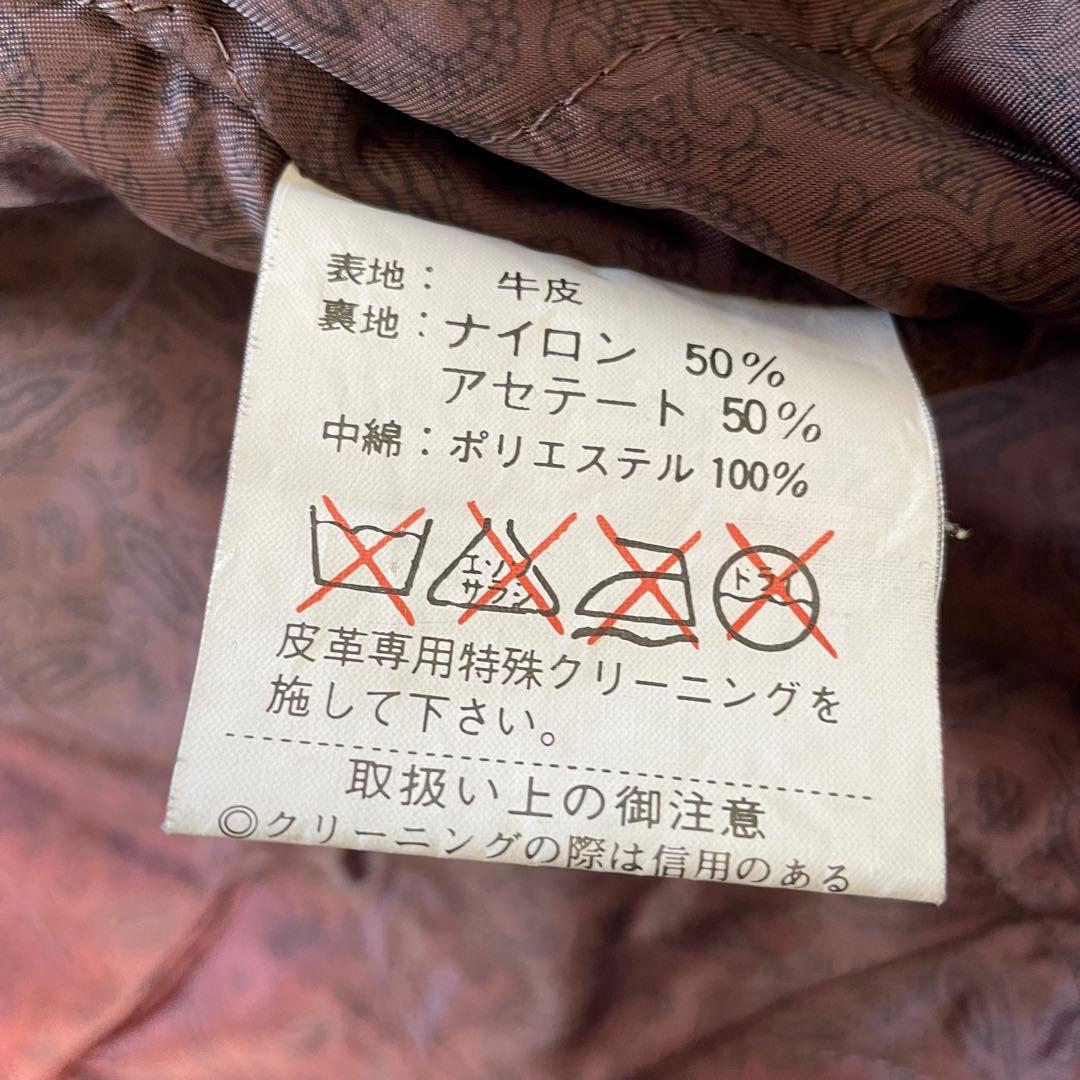 表地： 牛皮
裏地：ナイロン 50%
アセテート 50%
中綿：ポリエステル 100%
エンソ
サラシ
ドライ
皮革専用特殊クリーニングを
施して下さい。
取扱い上の御注意
◎クリーニングの際は信用のある